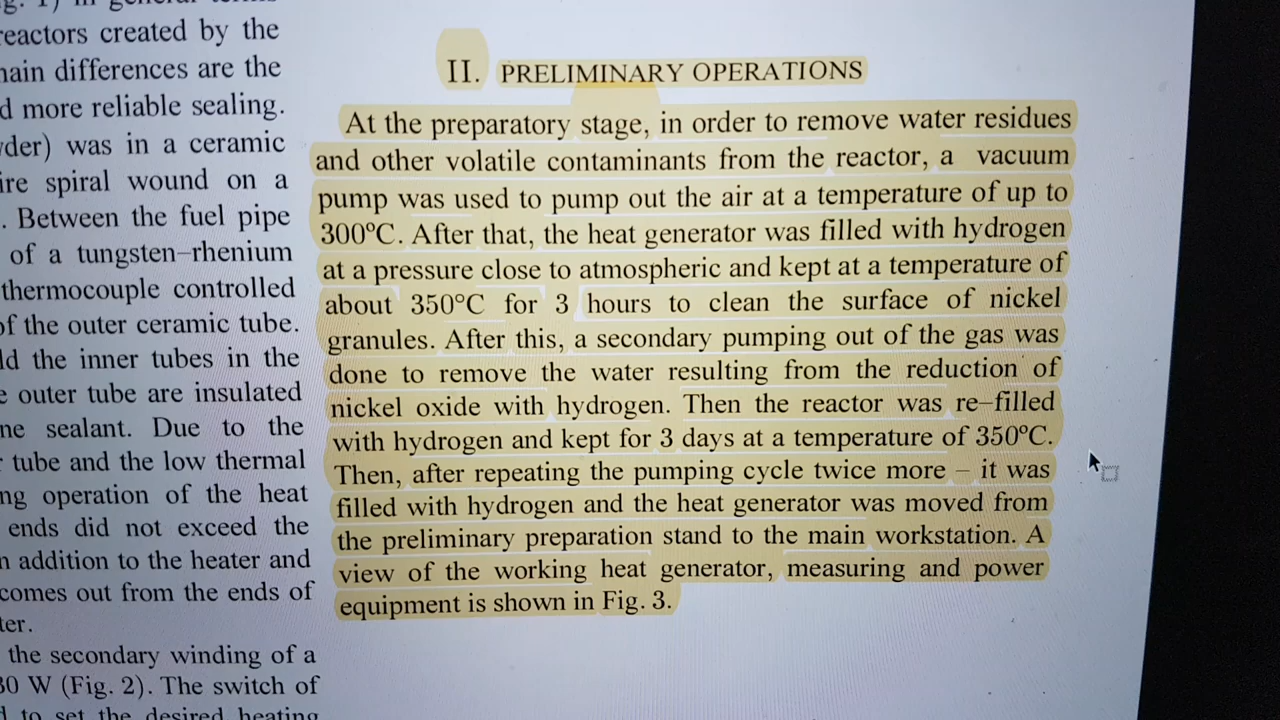 reactors created by the
main differences are the
d more reliable sealing.
was in a ceramic
spiral wound on a
. Between the fuel pipe
of a tungsten–rhenium
thermocouple controlled
of the outer ceramic tube.
the inner tubes in the
outer tube are insulated
sealant. Due to the
tube and the low thermal
operation of the heat
ends did not exceed the
addition to the heater and
comes out from the ends of
the secondary winding of a
30 W (Fig. 2). The switch of
to set the desired heating
II. PRELIMINARY OPERATIONS
At the preparatory stage, in order to remove water residues
and other volatile contaminants from the reactor, a vacuum
pump was used to pump out the air at a temperature of up to
300ºC. After that, the heat generator was filled with hydrogen
at a pressure close to atmospheric and kept at a temperature of
about 350°C for 3 hours to clean the surface of nickel
granules. After this, a secondary pumping out of the gas was
done to remove the water resulting from the reduction of
nickel oxide with hydrogen. Then the reactor was re–filled
with hydrogen and kept for 3 days at a temperature of 350ºC.
Then, after repeating the pumping cycle twice more – it was
filled with hydrogen and the heat generator was moved from
the preliminary preparation stand to the main workstation. A
view of the working heat generator, measuring and power
equipment is shown in Fig. 3.